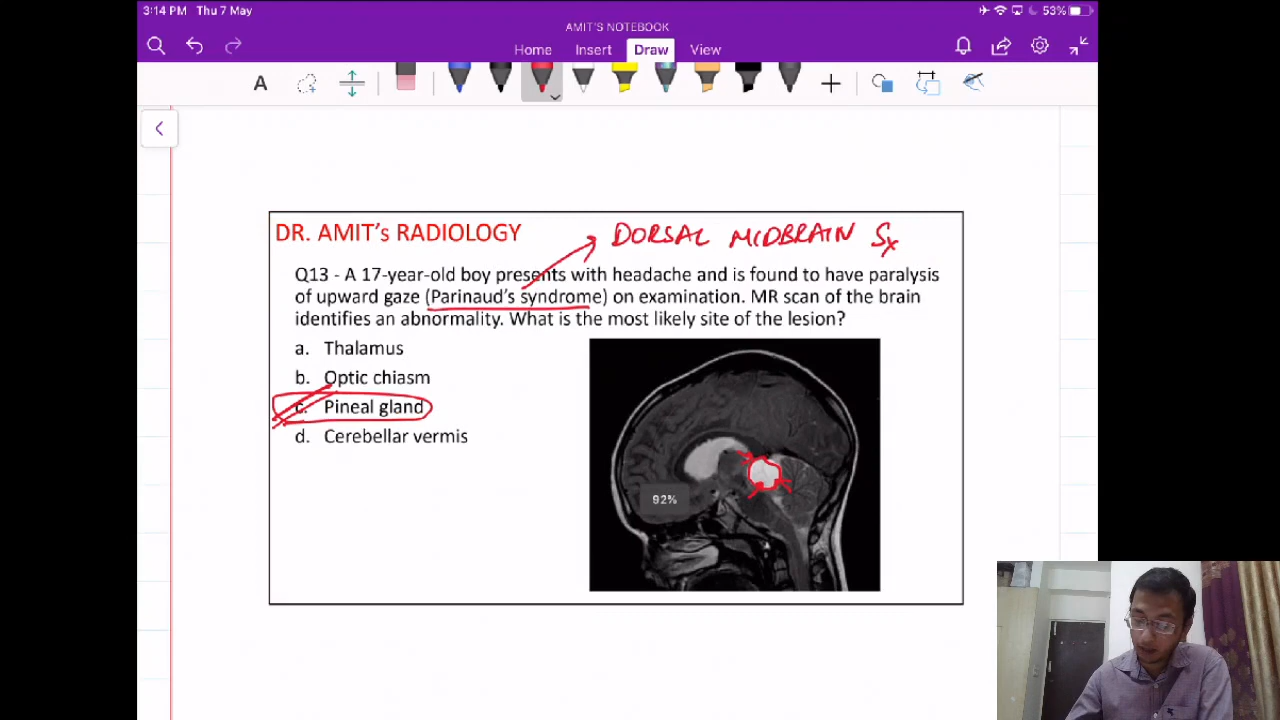 3:14 PM Thu 7 May
53%
AMIT'S NOTEBOOK
Home Insert Draw View
A
DR. AMIT's RADIOLOGY
DORSAL MIDBRAIN Sx
Q13 - A 17-year-old boy presents with headache and is found to have paralysis
of upward gaze (Parinaud's syndrome) on examination. MR scan of the brain
identifies an abnormality. What is the most likely site of the lesion?
a. Thalamus
b. Optic chiasm
c. Pineal gland
d. Cerebellar vermis
92%